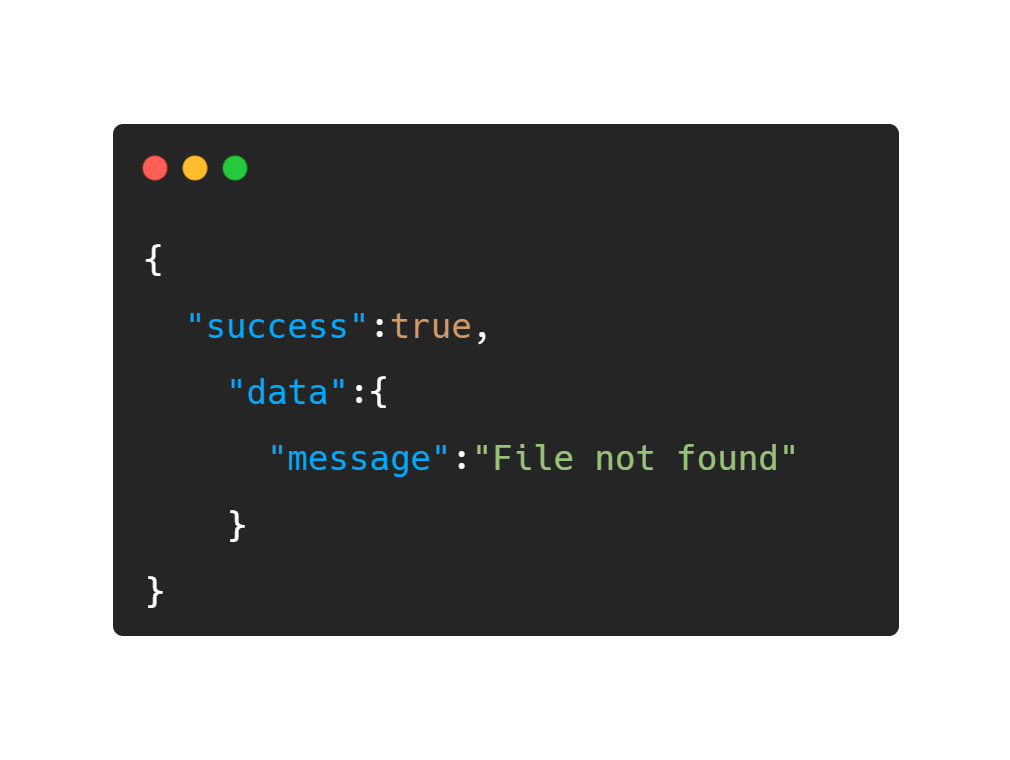 {
"success":true,
"data":{
"message":"File not found"
}
}